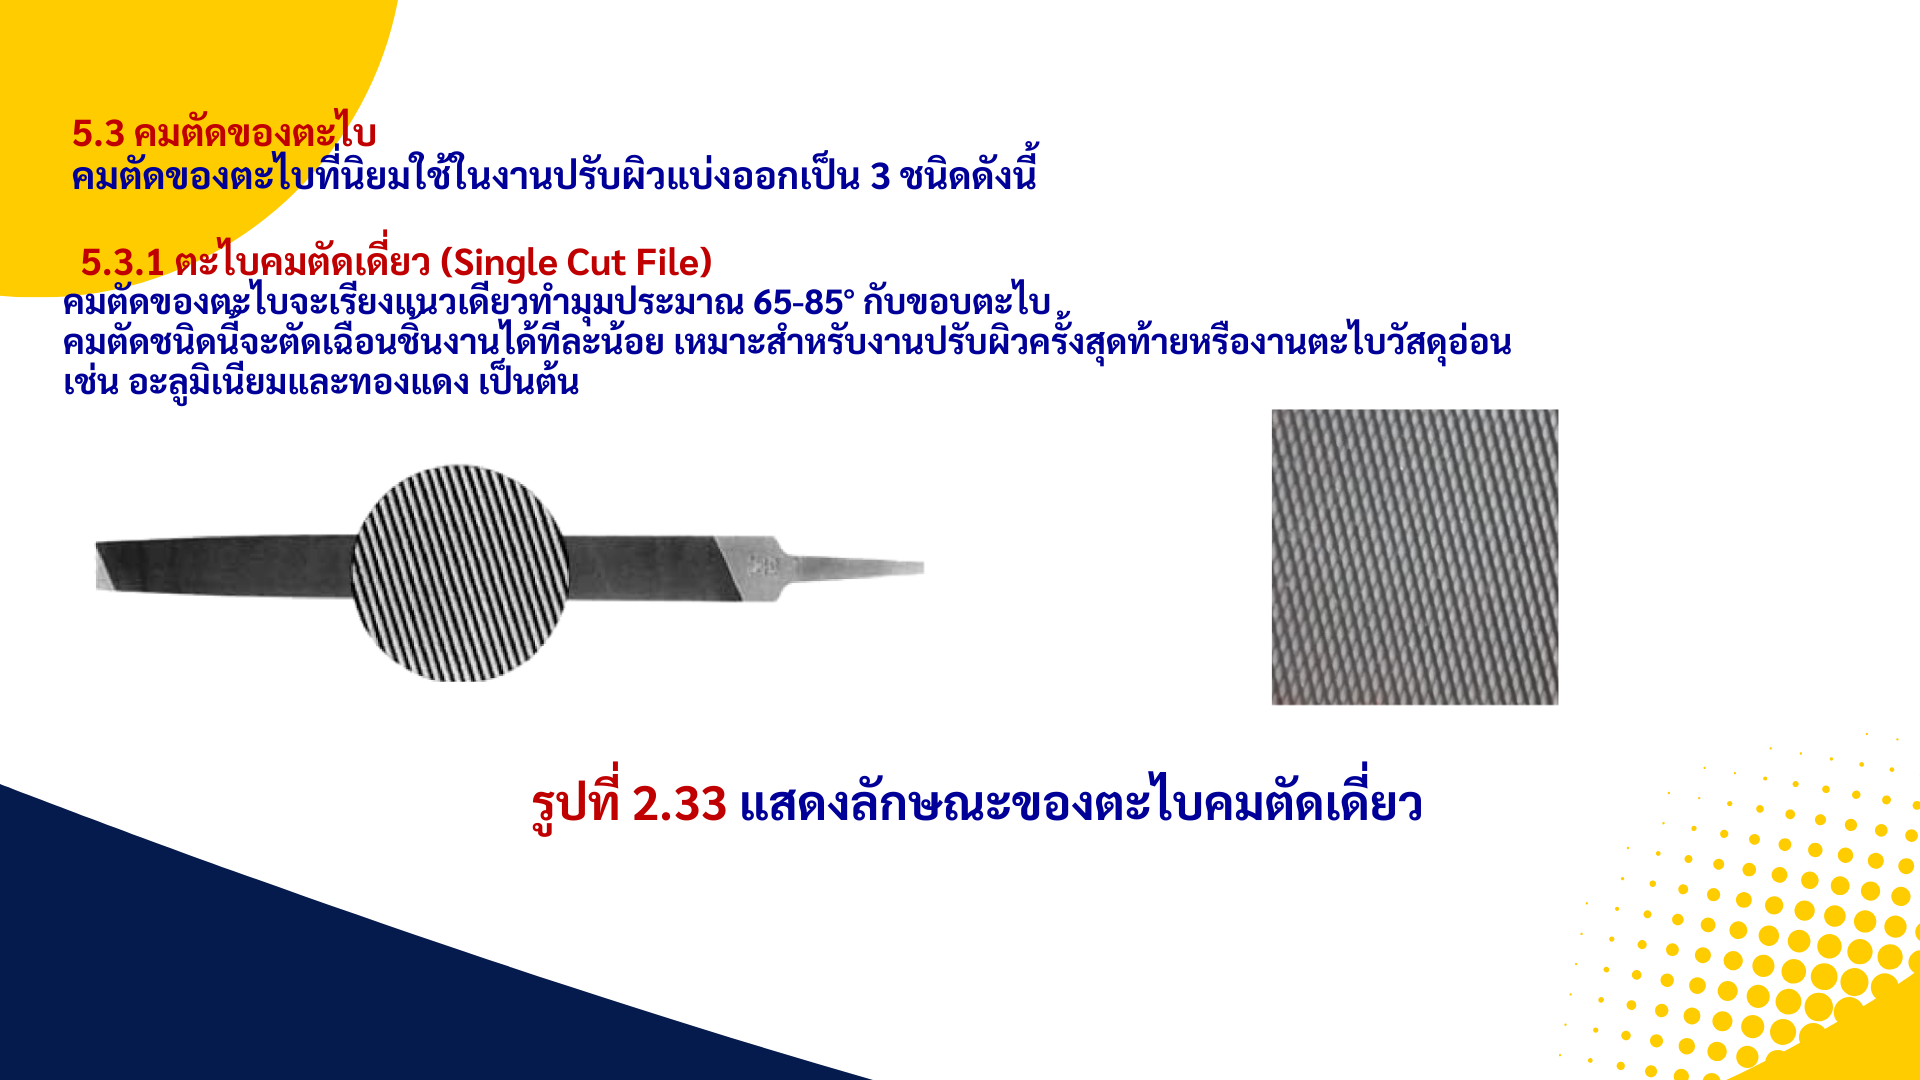 5.3 คมตัดของตะไบ
คมตัดของตะไบที่นิยมใช้ในงานปรับผิวแบ่งออกเป็น 3 ชนิดดังนี้
5.3.1 ตะไบคมตัดเดี่ยว (Single Cut File)
คมตัดของตะไบจะเรียงแนวเดียวทำมุมประมาณ 65-85° กับขอบตะไบ
คมตัดชนิดนี้จะตัดเฉือนชิ้นงานได้ทีละน้อย เหมาะสำหรับงานปรับผิวครั้งสุดท้ายหรืองานตะไบวัสดุอ่อน
เช่น อะลูมิเนียมและทองแดง เป็นต้น
รูปที่ 2.33 แสดงลักษณะของตะไบคมตัดเดี่ยว